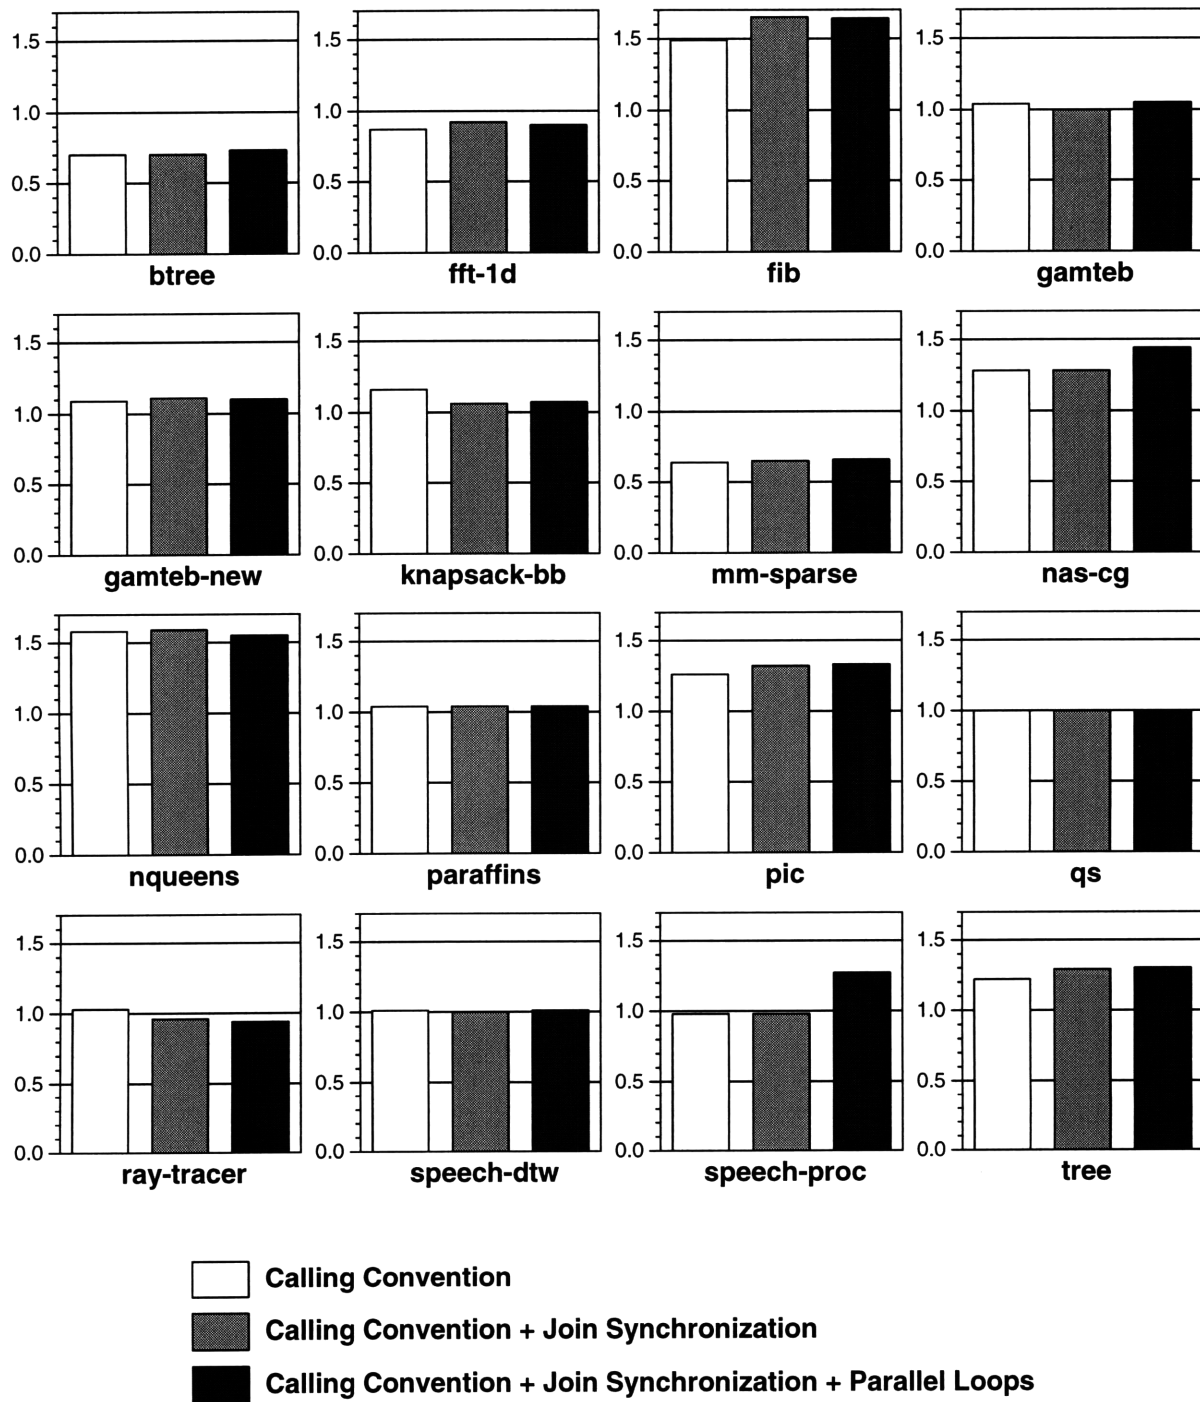 1.5 1.5 1.5 1.5
1.0 1.0 1.0 1.0
0.5 0.5 0.5 0.5
0.0 0.0 0.0 0.0
btree fft-1d fib gamteb
1.5 1.5 1.5 1.5
1.0 1.0 1.0 1.0
0.5 0.5 0.5 0.5
0.0 0.0 0.0 0.0
gamteb-new knapsack-bb mm-sparse nas-cg
1.5 1.5 1.5 1.5
1.0 1.0 1.0 1.0
0.5 0.5 0.5 0.5
0.0 0.0 0.0 0.0
nqueens paraffins pic qs
1.5 1.5 1.5 1.5
1.0 1.0 1.0 1.0
0.5 0.5 0.5 0.5
0.0 0.0 0.0 0.0
ray-tracer speech-dtw speech-proc tree
Calling Convention
Calling Convention + Join Synchronization
Calling Convention + Join Synchronization + Parallel Loops